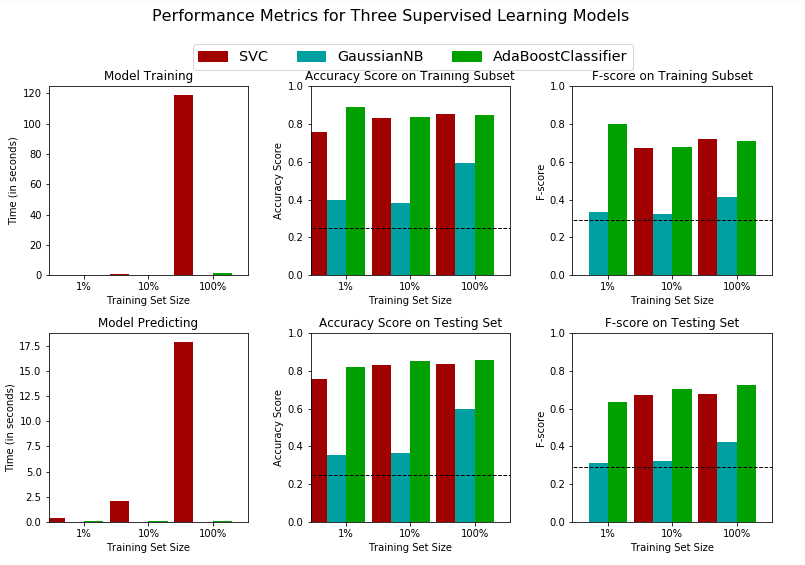 Performance Metrics for Three Supervised Learning Models
SVC GaussianNB AdaBoostClassifier
Model Training
Time (in seconds)
120
100
80
60
40
20
0
1% 10% 100%
Training Set Size
Accuracy Score on Training Subset
Accuracy Score
1.0
0.8
0.6
0.4
0.2
0.0
1% 10% 100%
Training Set Size
F-score on Training Subset
F-score
1.0
0.8
0.6
0.4
0.2
0.0
1% 10% 100%
Training Set Size
Model Predicting
Time (in seconds)
17.5
15.0
12.5
10.0
7.5
5.0
2.5
0.0
1% 10% 100%
Training Set Size
Accuracy Score on Testing Set
Accuracy Score
1.0
0.8
0.6
0.4
0.2
0.0
1% 10% 100%
Training Set Size
F-score on Testing Set
F-score
1.0
0.8
0.6
0.4
0.2
0.0
1% 10% 100%
Training Set Size